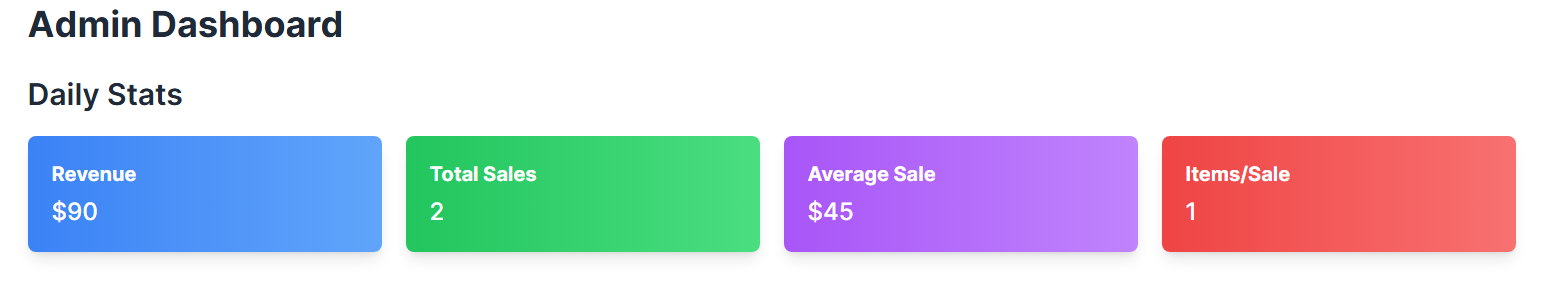 Admin Dashboard
Daily Stats
Revenue
$90
Total Sales
2
Average Sale
$45
Items/Sale
1